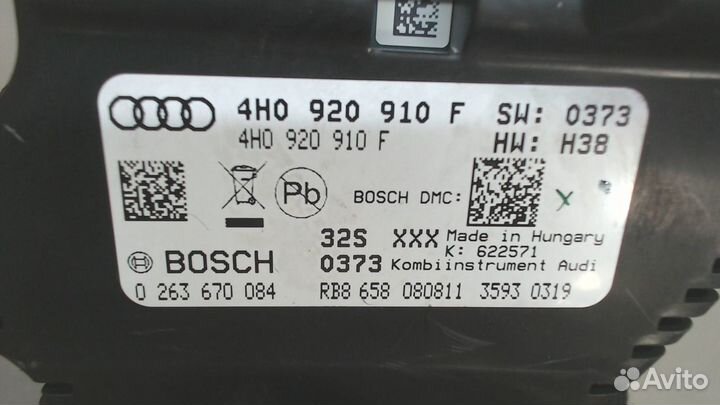 4H0 920 910 F SW: 0373
4H0 920 910 F HW: H38
Pb BOSCH DMC:
32S XXX Made in Hungary
K: 622571
BOSCH 0373 Kombiinstrument Audi
0 263 670 084 RB8 658 080811 3593 0319
Avito